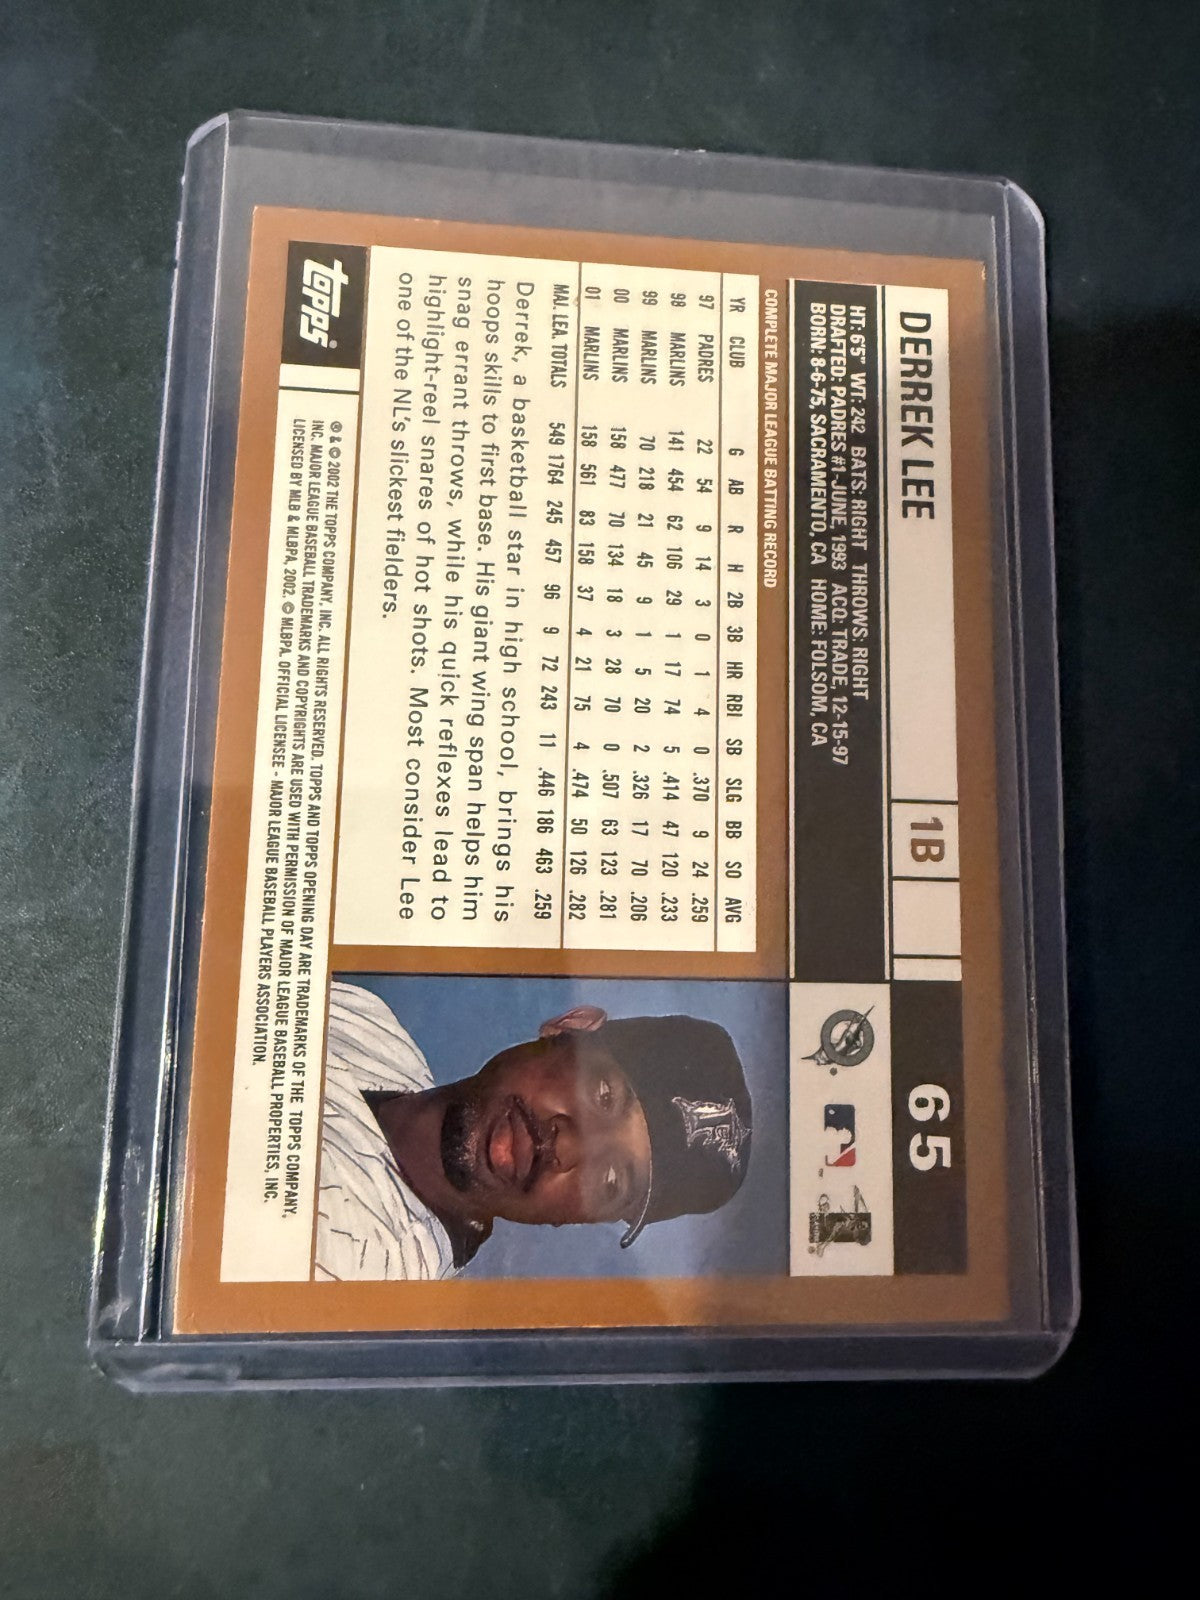 DERREK LEE 1B 65
HT: 6'5" WT: 242 BATS: RIGHT THROWS: RIGHT
DRAFTED: PADRES #1-JUNE, 1993 ACQ: TRADE, 12-15-97
BORN: 8-6-75, SACRAMENTO, CA HOME: FOLSOM, CA
COMPLETE MAJOR LEAGUE BATTING RECORD
YR CLUB G AB R H 2B 3B HR RBI SB SLG BB SO AVG
97 PADRES 22 54 9 14 3 0 1 4 0 .370 9 24 .259
98 MARLINS 141 454 62 106 29 1 17 74 5 .414 47 120 .233
99 MARLINS 70 218 21 45 9 1 5 20 2 .326 17 70 .206
00 MARLINS 158 477 70 134 18 3 28 70 0 .507 63 123 .281
01 MARLINS 158 561 83 158 37 4 21 75 4 .474 50 126 .282
MAJ. LEA. TOTALS 549 1764 245 457 96 9 72 243 11 .446 186 463 .259
Derrek, a basketball star in high school, brings his
hoops skills to first base. His giant wing span helps him
snag errant throws, while his quick reflexes lead to
highlight-reel snares of hot shots. Most consider Lee
one of the NL's slickest fielders.
topps®
® & © 2002 THE TOPPS COMPANY, INC. ALL RIGHTS RESERVED. TOPPS AND TOPPS OPENING DAY ARE TRADEMARKS OF THE TOPPS COMPANY,
INC. MAJOR LEAGUE BASEBALL TRADEMARKS AND COPYRIGHTS ARE USED WITH PERMISSION OF MAJOR LEAGUE BASEBALL PROPERTIES, INC.
LICENSED BY MLB & MLBPA, 2002. © MLBPA. OFFICIAL LICENSEE - MAJOR LEAGUE BASEBALL PLAYERS ASSOCIATION.